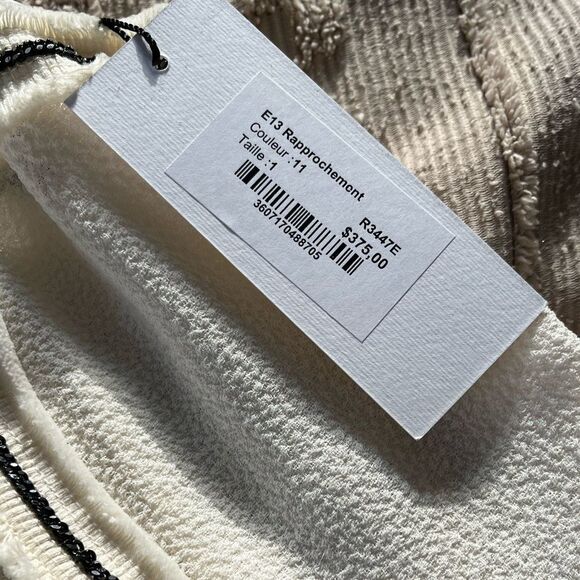 E13 Rapprochement
Couleur :11
Taille :1
R3447E
$375,00
3607170488705